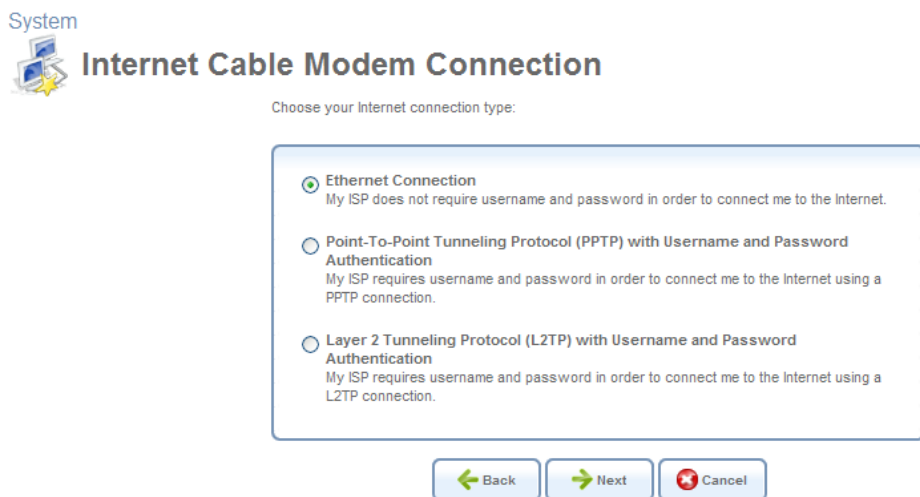 System
Internet Cable Modem Connection
Choose your Internet connection type:
Ethernet Connection
My ISP does not require username and password in order to connect me to the Internet.
Point-To-Point Tunneling Protocol (PPTP) with Username and Password
Authentication
My ISP requires username and password in order to connect me to the Internet using a
PPTP connection.
Layer 2 Tunneling Protocol (L2TP) with Username and Password
Authentication
My ISP requires username and password in order to connect me to the Internet using a
L2TP connection.
Back
Next
Cancel